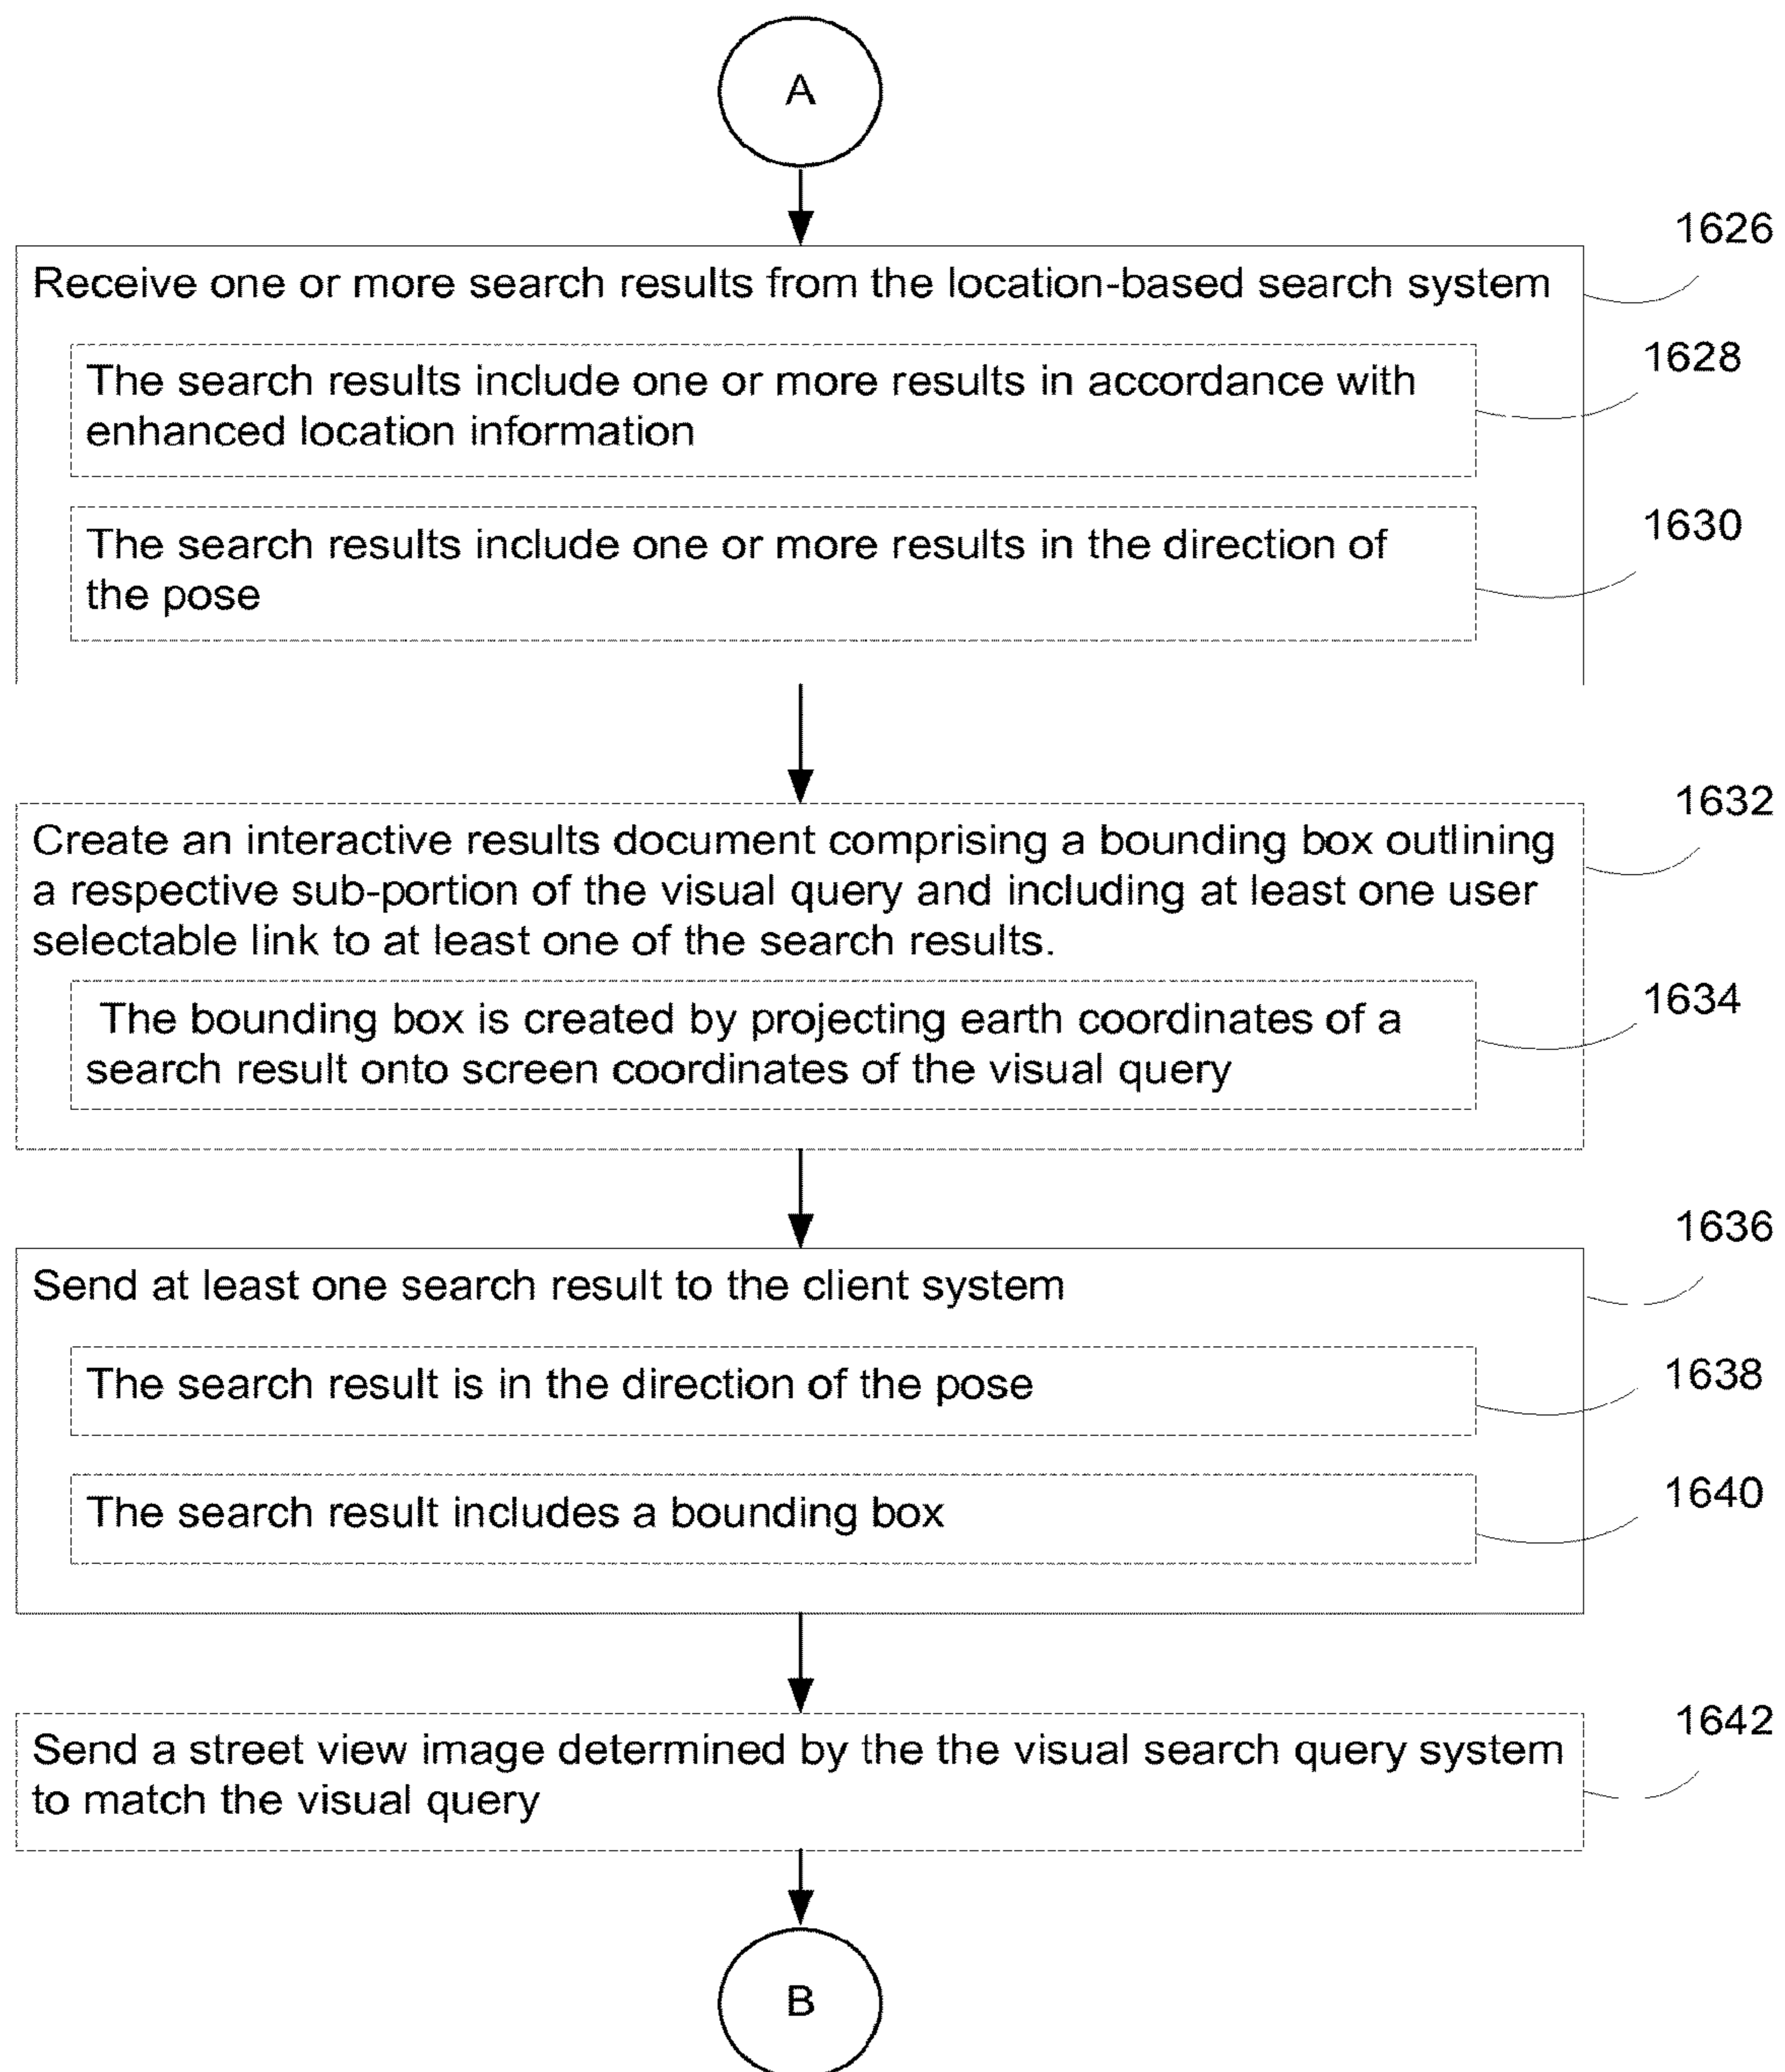 A
1626
Receive one or more search results from the location-based search system
1628
The search results include one or more results in accordance with
enhanced location information
1630
The search results include one or more results in the direction of
the pose
1632
Create an interactive results document comprising a bounding box outlining
a respective sub-portion of the visual query and including at least one user
selectable link to at least one of the search results.
1634
The bounding box is created by projecting earth coordinates of a
search result onto screen coordinates of the visual query
1636
Send at least one search result to the client system
1638
The search result is in the direction of the pose
1640
The search result includes a bounding box
1642
Send a street view image determined by the the visual search query system
to match the visual query
B